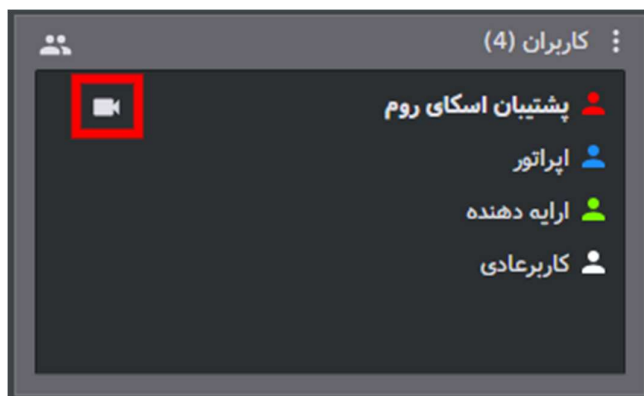 کاربران (4)
پشتیبان اسکای روم
اپراتور
ارایه دهنده
کاربرعادی